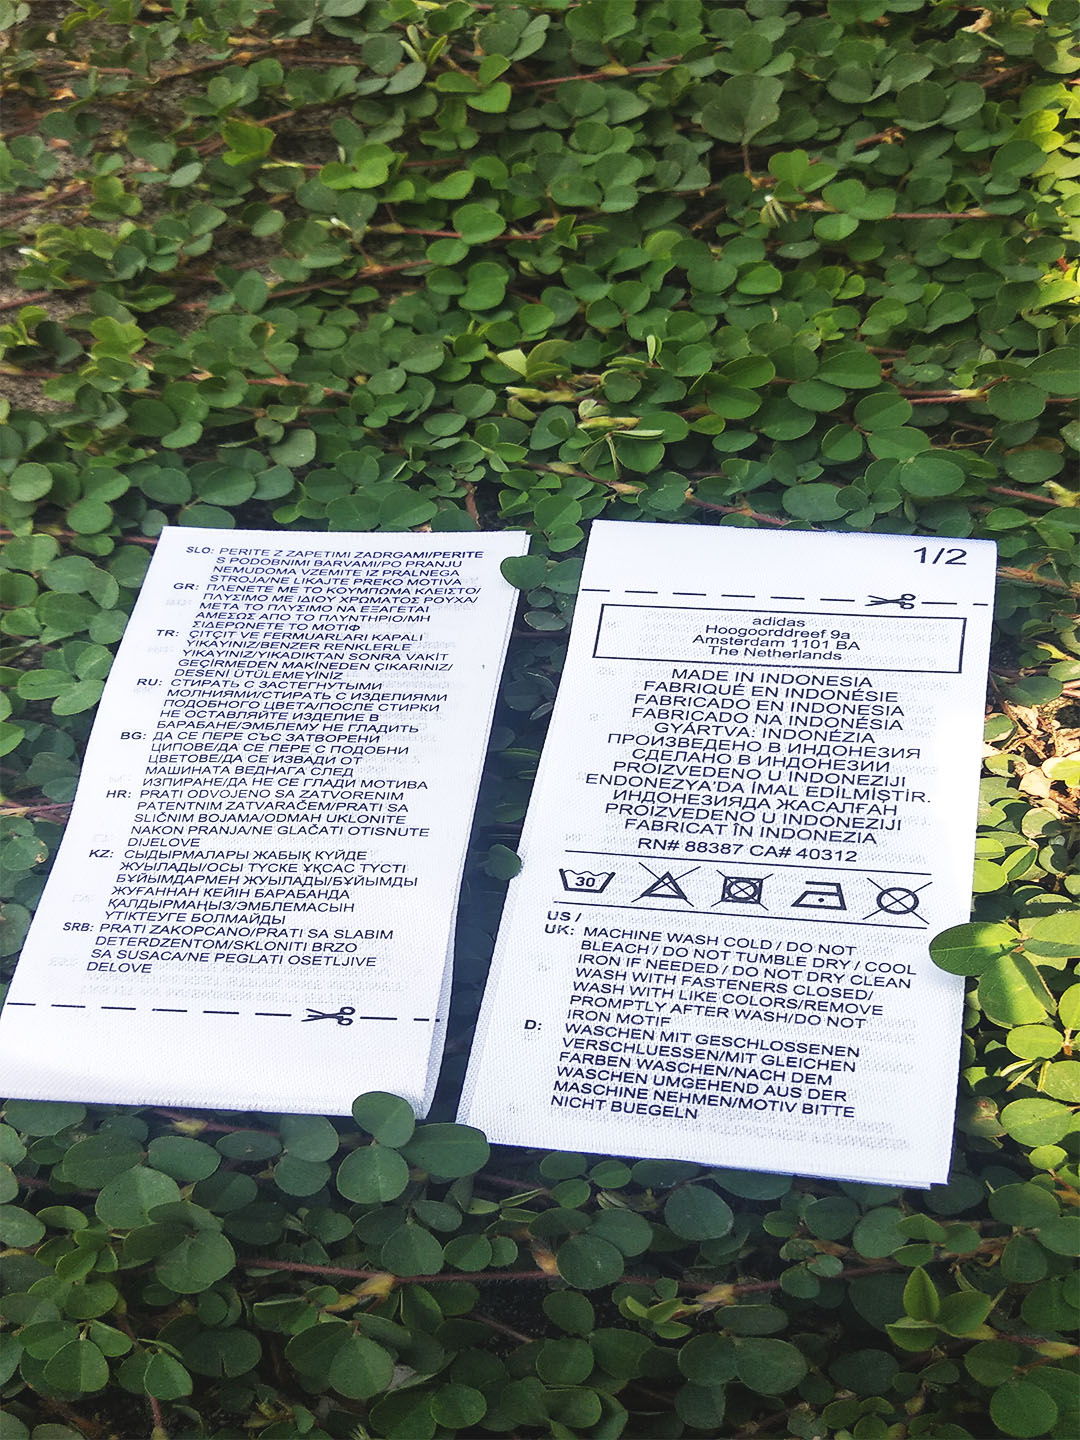 SLO: PERITE Z ZAPETIMI ZADRGAMI/PERITE
S PODOBNIMI BARVAMI/PO PRANJU
NEMUDOMA VZEMITE IZ PRALNEGA
STROJA/NE LIKAJTE PREKO MOTIVA
GR: ΠΛΕΝΕΤΕ ΜΕ ΤΟ ΚΟΥΜΠΩΜΑ ΚΛΕΙΣΤΟ/
ΠΛΥΣΙΜΟ ΜΕ ΙΔΙΟΥ ΧΡΩΜΑΤΟΣ ΡΟΥΧΑ/
ΜΕΤΑ ΤΟ ΠΛΥΣΙΜΟ ΝΑ ΕΞΑΓΕΤΑΙ
ΑΜΕΣΩΣ ΑΠΟ ΤΟ ΠΛΥΝΤΗΡΙΟ/ΜΗ
ΣΙΔΕΡΩΝΕΤΕ ΤΟ ΜΟΤΙΦ
TR: ÇITÇIT VE FERMUARLARI KAPALI
YIKAYINIZ/BENZER RENKLERLE
YIKAYINIZ/YIKADIKTAN SONRA VAKİT
GEÇİRMEDEN MAKİNEDEN ÇIKARINIZ/
DESENI ÜTÜLEMEYİNİZ
RU: СТИРАТЬ С ЗАСТЕГНУТЫМИ
МОЛНИЯМИ/СТИРАТЬ С ИЗДЕЛИЯМИ
ПОДОБНОГО ЦВЕТА/ПОСЛЕ СТИРКИ
НЕ ОСТАВЛЯЙТЕ ИЗДЕЛИЕ В
БАРАБАНЕ/ЭМБЛЕМУ НЕ ГЛАДИТЬ
BG: ДА СЕ ПЕРЕ СЪС ЗАТВОРЕНИ
ЦИПОВЕ/ДА СЕ ПЕРЕ С ПОДОБНИ
ЦВЕТОВЕ/ДА СЕ ИЗВАДИ ОТ
МАШИНАТА ВЕДНАГА СЛЕД
ИЗПИРАНЕ/ДА НЕ СЕ ГЛАДИ МОТИВА
HR: PRATI ODVOJENO SA ZATVORENIM
PATENTNIM ZATVARAČEM/PRATI SA
SLIČNIM BOJAMA/ODMAH UKLONITE
NAKON PRANJA/NE GLAČATI OTISNUTE
DIJELOVE
KZ: СЫДЫРМАЛАРЫ ЖАБЫҚ КҮЙДЕ
ЖУЫЛАДЫ/ОСЫ ТҮСКЕ ҰҚСАС ТҮСТІ
БҰЙЫМДАРМЕН ЖУЫЛАДЫ/БҰЙЫМДЫ
ЖУҒАННАН КЕЙІН БАРАБАНДА
ҚАЛДЫРМАҢЫЗ/ЭМБЛЕМАСЫН
ҮТІКТЕУГЕ БОЛМАЙДЫ
SRB: PRATI ZAKOPCANO/PRATI SA SLABIM
DETERDZENTOM/SKLONITI BRZO
SA SUSACA/NE PEGLATI OSETLJIVE
DELOVE
1/2
adidas
Hoogoorddreef 9a
Amsterdam 1101 BA
The Netherlands
MADE IN INDONESIA
FABRIQUÉ EN INDONÉSIE
FABRICADO EN INDONESIA
FABRICADO NA INDONÉSIA
GYÁRTVA: INDONÉZIA
ПРОИЗВЕДЕНО В ИНДОНЕЗИЯ
СДЕЛАНО В ИНДОНЕЗИИ
PROIZVEDENO U INDONEZIJI
ENDONEZYA'DA İMAL EDİLMİŞTİR.
ИНДОНЕЗИЯДА ЖАСАЛҒАН
PROIZVEDENO U INDONEZIJI
FABRICAT ÎN INDONEZIA
RN# 88387 CA# 40312
30
US /
UK: MACHINE WASH COLD / DO NOT
BLEACH / DO NOT TUMBLE DRY / COOL
IRON IF NEEDED / DO NOT DRY CLEAN
WASH WITH FASTENERS CLOSED/
WASH WITH LIKE COLORS/REMOVE
PROMPTLY AFTER WASH/DO NOT
IRON MOTIF
D: WASCHEN MIT GESCHLOSSENEN
VERSCHLUESSEN/MIT GLEICHEN
FARBEN WASCHEN/NACH DEM
WASCHEN UMGEHEND AUS DER
MASCHINE NEHMEN/MOTIV BITTE
NICHT BUEGELN